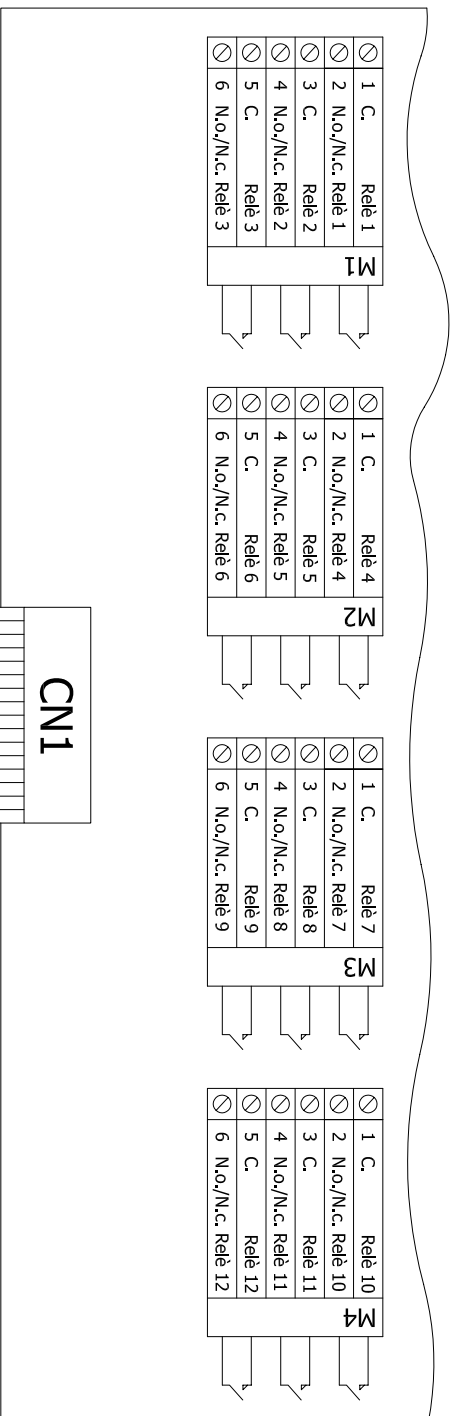 1 C. Relè 1
2 N.o./N.c. Relè 1
3 C. Relè 2
4 N.o./N.c. Relè 2
5 C. Relè 3
6 N.o./N.c. Relè 3
M1
1 C. Relè 4
2 N.o./N.c. Relè 4
3 C. Relè 5
4 N.o./N.c. Relè 5
5 C. Relè 6
6 N.o./N.c. Relè 6
M2
1 C. Relè 7
2 N.o./N.c. Relè 7
3 C. Relè 8
4 N.o./N.c. Relè 8
5 C. Relè 9
6 N.o./N.c. Relè 9
M3
1 C. Relè 10
2 N.o./N.c. Relè 10
3 C. Relè 11
4 N.o./N.c. Relè 11
5 C. Relè 12
6 N.o./N.c. Relè 12
M4
CN1